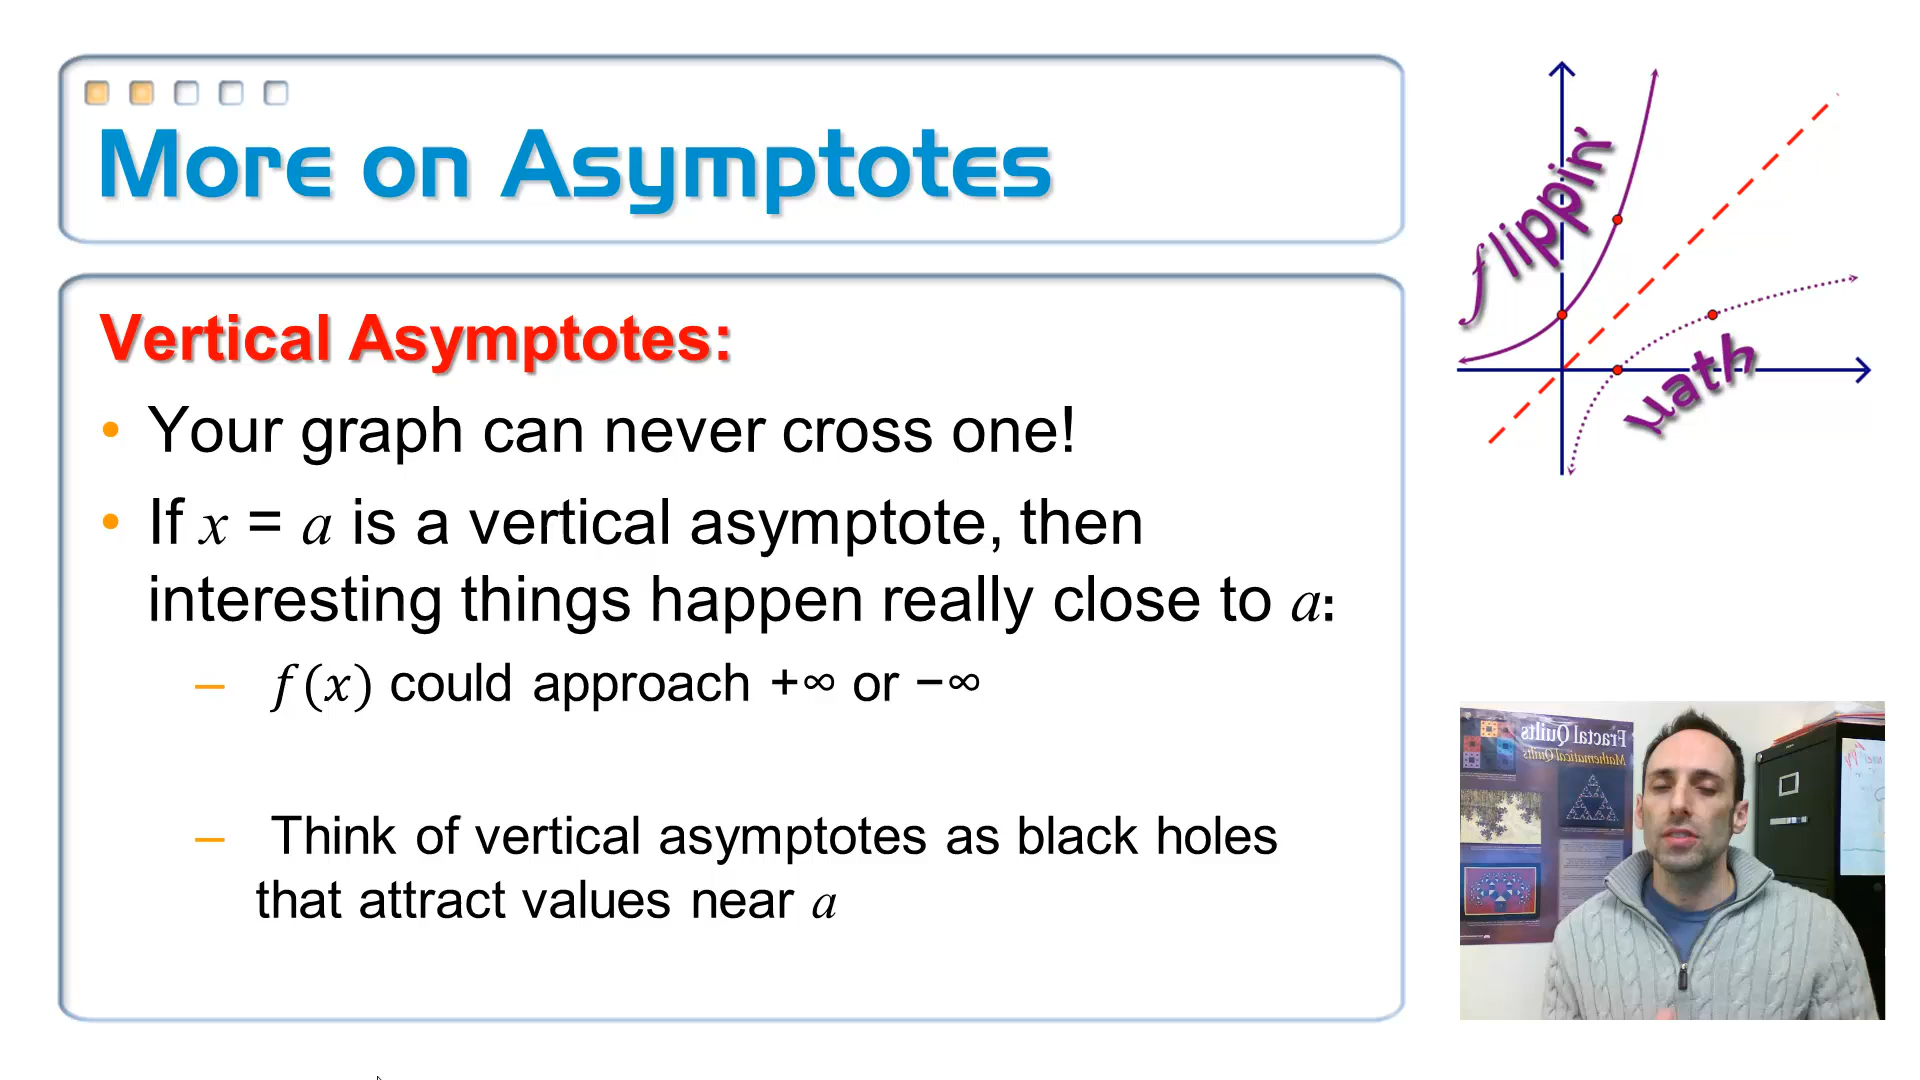 More on Asymptotes
flippin'
math
Vertical Asymptotes:
• Your graph can never cross one!
• If x = a is a vertical asymptote, then
interesting things happen really close to a:
– f(x) could approach +∞ or −∞
– Think of vertical asymptotes as black holes
that attract values near a
Fractal Quilts
Mathematical Quilts